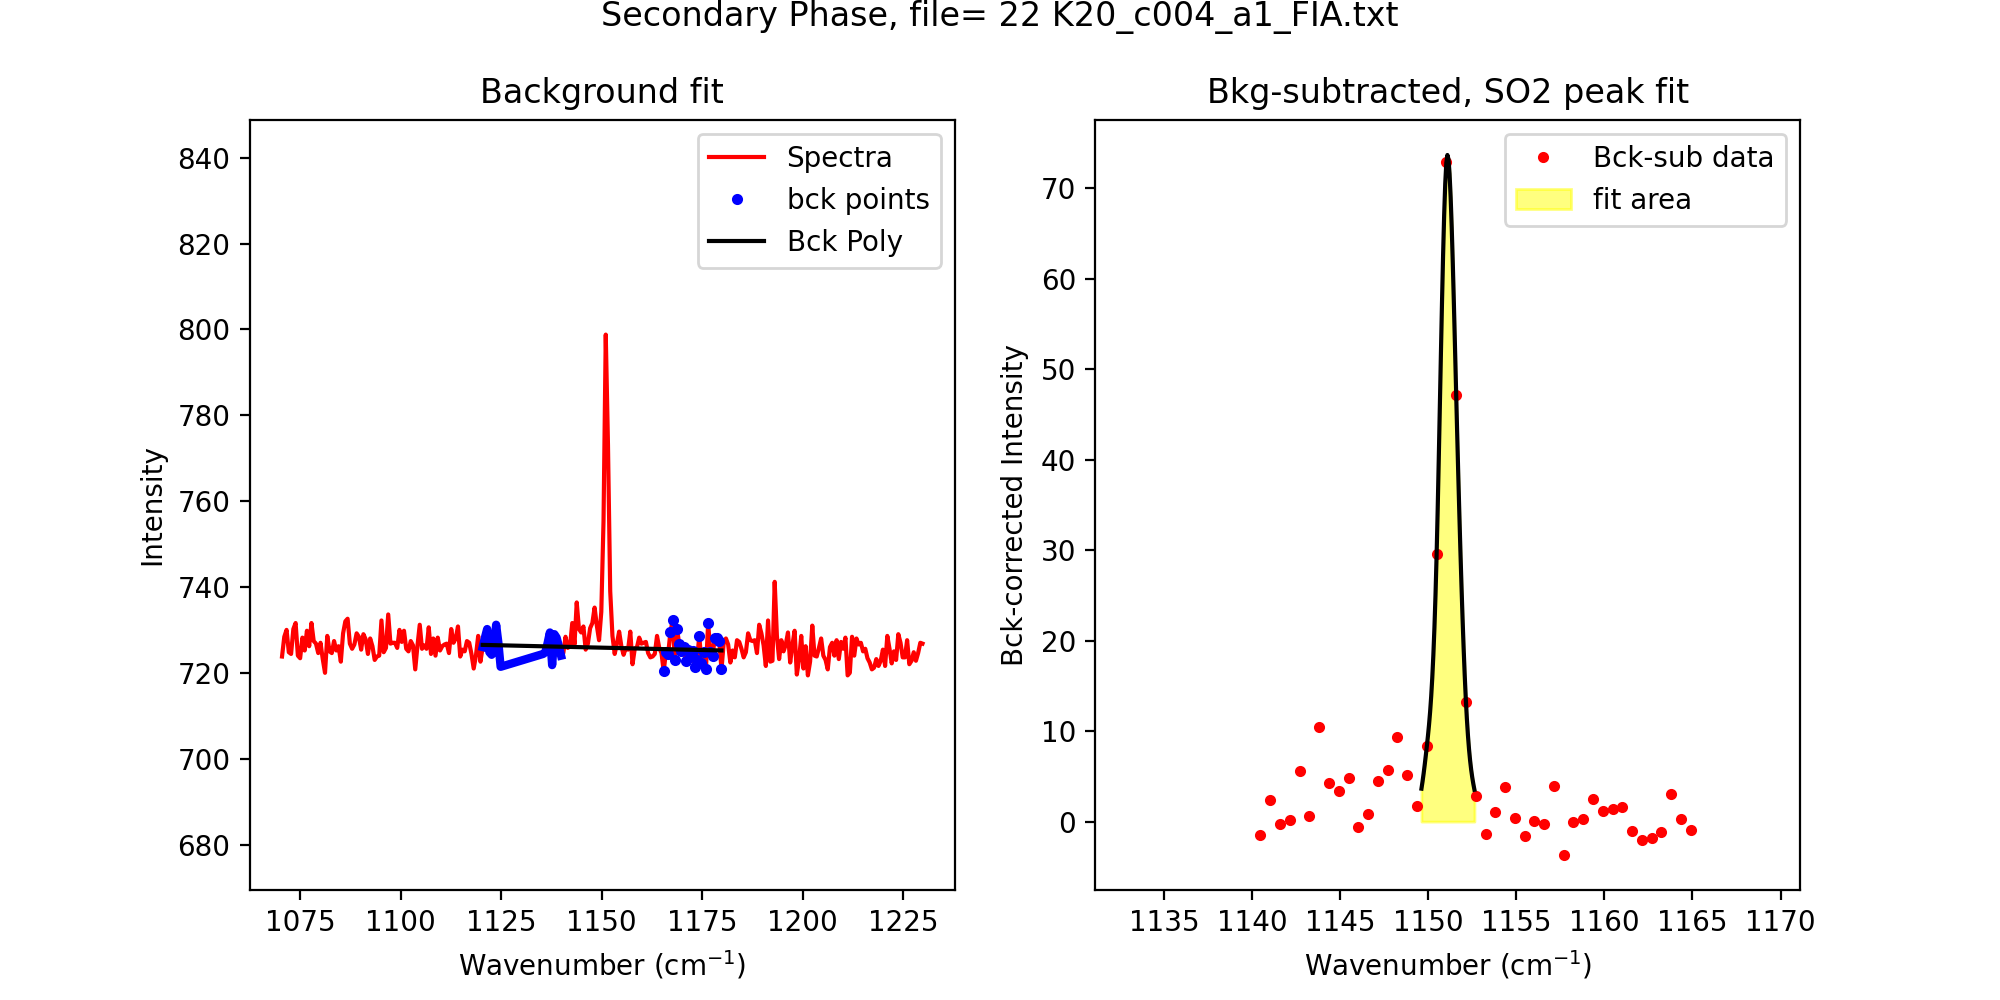 Secondary Phase, file= 22 K20_c004_a1_FIA.txt
Background fit
Spectra
bck points
Bck Poly
840
820
800
780
760
740
720
700
680
Intensity
1075 1100 1125 1150 1175 1200 1225
Wavenumber (cm⁻¹)
Bkg-subtracted, SO2 peak fit
Bck-sub data
fit area
70
60
50
40
30
20
10
0
Bck-corrected Intensity
1135 1140 1145 1150 1155 1160 1165 1170
Wavenumber (cm⁻¹)